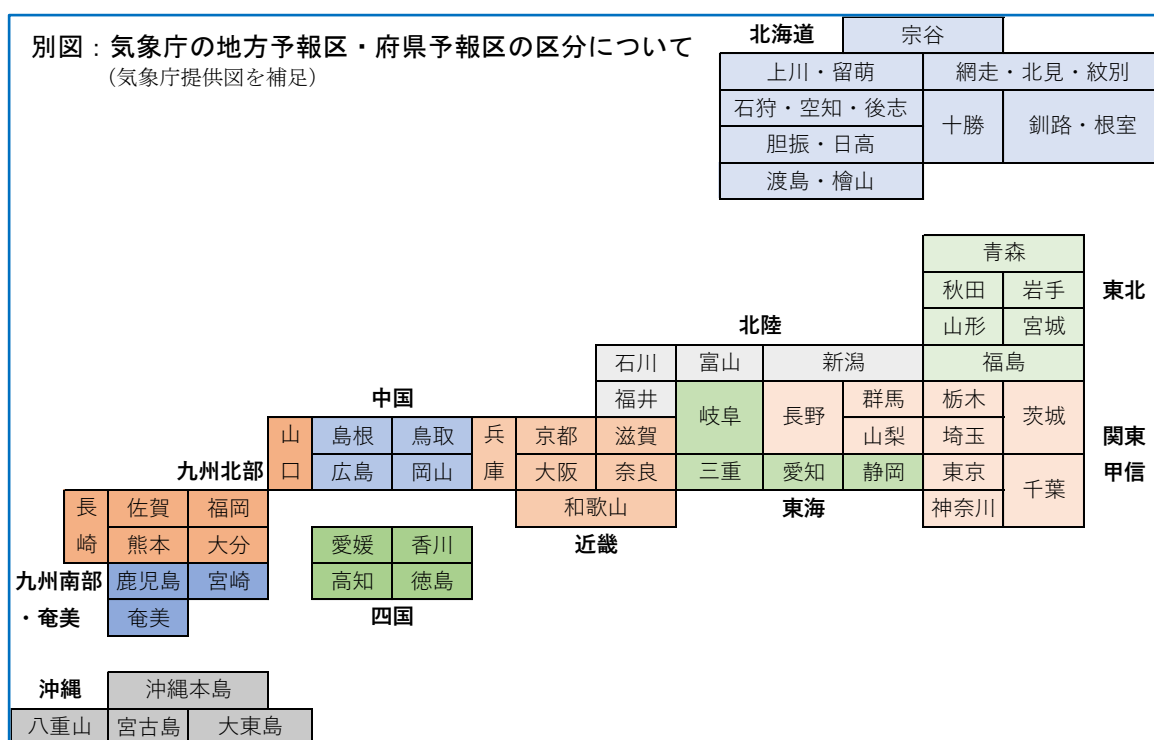 別図：気象庁の地方予報区・府県予報区の区分について
（気象庁提供図を補足）
北海道 宗谷
上川・留萌 網走・北見・紋別
石狩・空知・後志 十勝 釧路・根室
胆振・日高
渡島・檜山
青森
秋田 岩手 東北
山形 宮城
北陸
石川 富山 新潟 福島
中国 福井 岐阜 長野 群馬 栃木 茨城
山口 島根 鳥取 兵庫 京都 滋賀 山梨 埼玉 関東
九州北部 広島 岡山 大阪 奈良 三重 愛知 静岡 東京 千葉 甲信
長崎 佐賀 福岡 和歌山 東海 神奈川
熊本 大分 愛媛 香川 近畿
九州南部 鹿児島 宮崎 高知 徳島
・奄美 奄美 四国
沖縄 沖縄本島
八重山 宮古島 大東島